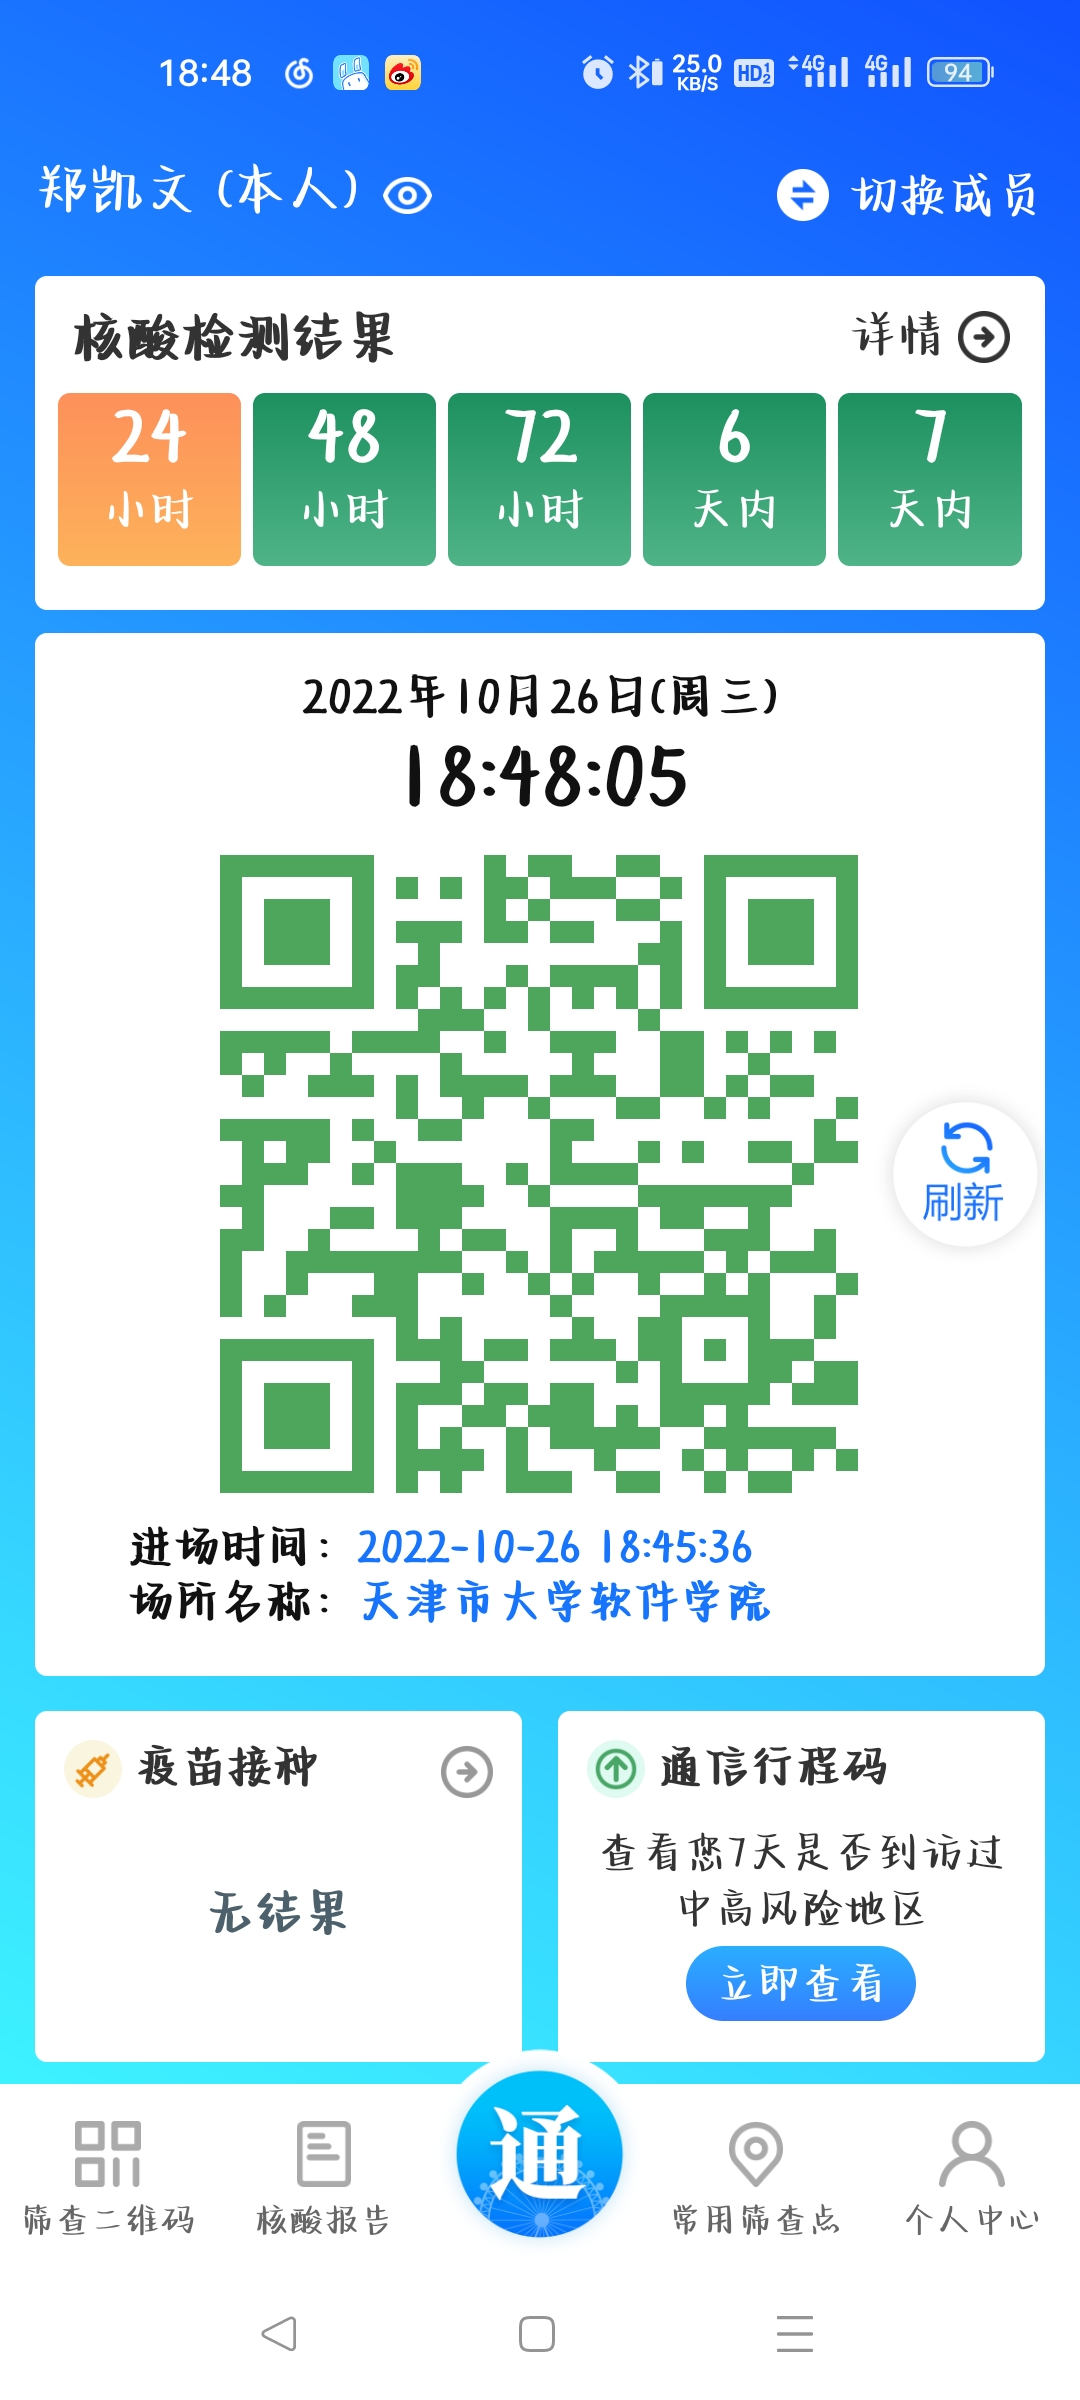 18:48 25.0 KB/S HD 1 2 4G 4G 94
郑凯文 (本人) 切换成员
核酸检测结果 详情
24 48 72 6 7
小时 小时 小时 天内 天内
2022年10月26日(周三)
18:48:05
刷新
进场时间: 2022-10-26 18:45:36
场所名称: 天津市大学软件学院
疫苗接种 通信行程码
无结果
查看您7天是否到访过
中高风险地区
立即查看
通
筛查二维码 核酸报告 常用筛查点 个人中心